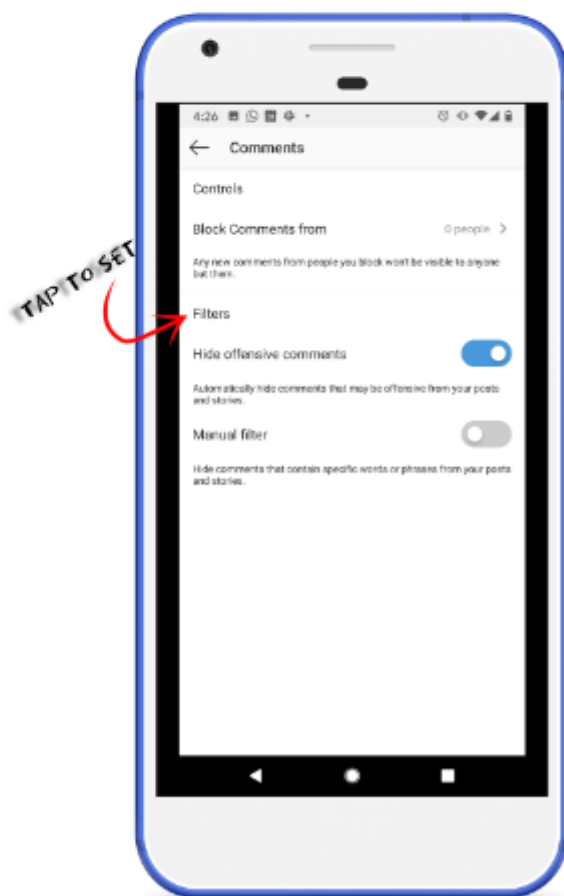 4:26
Comments
Controls
Block Comments from
0 people
Any new comments from people you block won't be visible to anyone
but them.
TAP TO SET
Filters
Hide offensive comments
Automatically hide comments that may be offensive from your posts
and stories.
Manual filter
Hide comments that contain specific words or phrases from your posts
and stories.